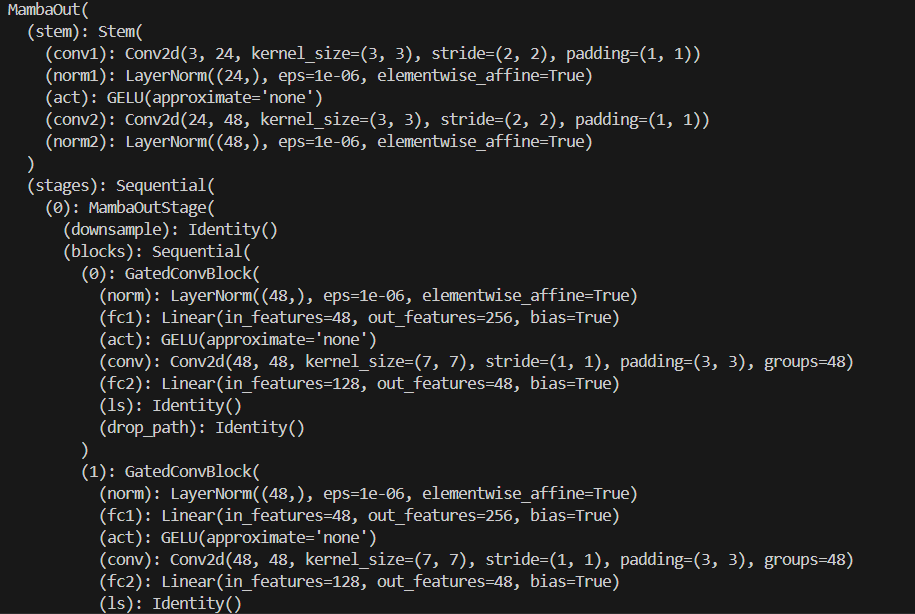 MambaOut(
  (stem): Stem(
    (conv1): Conv2d(3, 24, kernel_size=(3, 3), stride=(2, 2), padding=(1, 1))
    (norm1): LayerNorm((24,), eps=1e-06, elementwise_affine=True)
    (act): GELU(approximate='none')
    (conv2): Conv2d(24, 48, kernel_size=(3, 3), stride=(2, 2), padding=(1, 1))
    (norm2): LayerNorm((48,), eps=1e-06, elementwise_affine=True)
  )
  (stages): Sequential(
    (0): MambaOutStage(
      (downsample): Identity()
      (blocks): Sequential(
        (0): GatedConvBlock(
          (norm): LayerNorm((48,), eps=1e-06, elementwise_affine=True)
          (fc1): Linear(in_features=48, out_features=256, bias=True)
          (act): GELU(approximate='none')
          (conv): Conv2d(48, 48, kernel_size=(7, 7), stride=(1, 1), padding=(3, 3), groups=48)
          (fc2): Linear(in_features=128, out_features=48, bias=True)
          (ls): Identity()
          (drop_path): Identity()
        )
        (1): GatedConvBlock(
          (norm): LayerNorm((48,), eps=1e-06, elementwise_affine=True)
          (fc1): Linear(in_features=48, out_features=256, bias=True)
          (act): GELU(approximate='none')
          (conv): Conv2d(48, 48, kernel_size=(7, 7), stride=(1, 1), padding=(3, 3), groups=48)
          (fc2): Linear(in_features=128, out_features=48, bias=True)
          (ls): Identity()